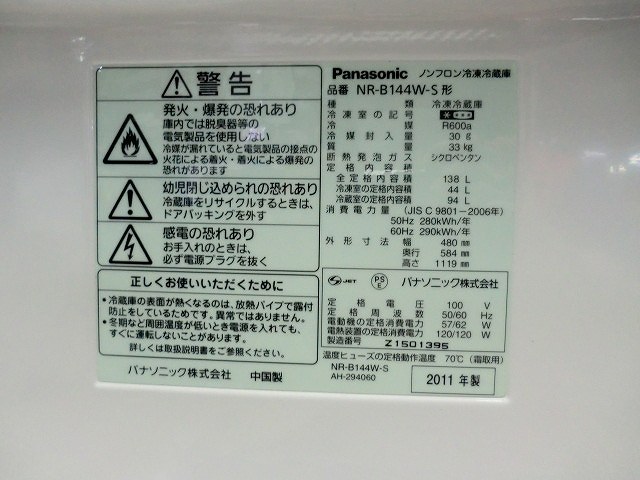 警告
発火・爆発の恐れあり
庫内では脱臭器等の
電気製品を使用しない
冷媒が漏れていると電気製品の接点の
火花による着火・着火による爆発の
恐れがあります
幼児閉じ込められの恐れあり
冷蔵庫をリサイクルするときは、
ドアパッキングを外す
感電の恐れあり
お手入れのときは、
必ず電源プラグを抜く
正しくお使いいただくために
・冷蔵庫の表面が熱くなるのは、放熱パイプで露付
防止をしているためです。異常ではありません。
・冬期など周囲温度が低いとき電源を入れても、
すぐに運転しないことがあります。
詳しくは取扱説明書をご参照ください。
パナソニック株式会社 中国製
Panasonic ノンフロン冷凍冷蔵庫
品番 NR-B144W-S 形
種類 冷凍冷蔵庫
冷凍室の記号
冷媒 R600a
冷媒封入量 30 g
質量 33 kg
断熱発泡ガス シクロペンタン
定格内容積
全定格内容積 138 L
冷凍室の定格内容積 44 L
冷蔵室の定格内容積 94 L
消費電力量 (JIS C 9801-2006年)
50Hz 280kWh/年
60Hz 290kWh/年
外形寸法 幅 480 mm
奥行 584 mm
高さ 1119 mm
JET PSE パナソニック株式会社
定格電圧 100 V
定格周波数 50/60 Hz
電動機の定格消費電力 57/62 W
電熱装置の定格消費電力 120/120 W
製造番号 Z1501395
温度ヒューズの定格動作温度 70℃ (霜取用)
NR-B144W-S
AH-294060
2011 年製